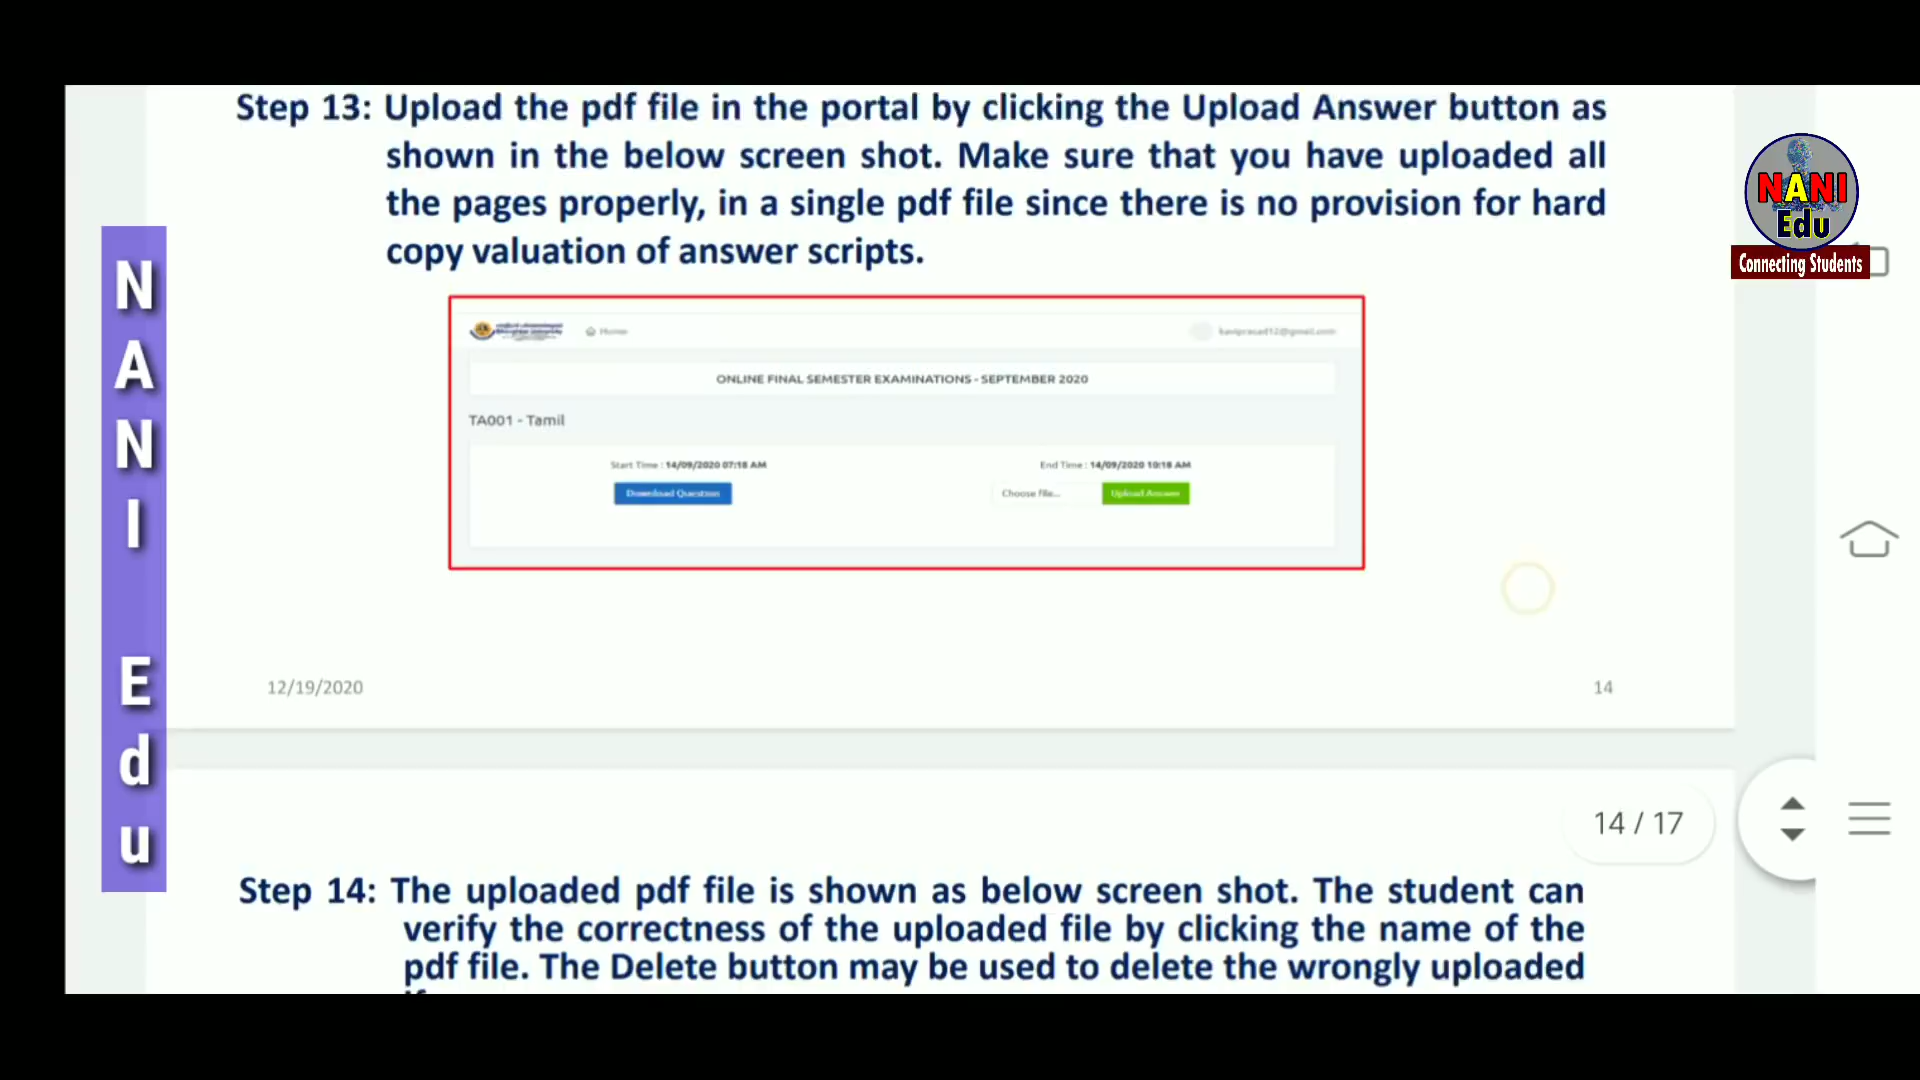 Step 13: Upload the pdf file in the portal by clicking the Upload Answer button as
shown in the below screen shot. Make sure that you have uploaded all
the pages properly, in a single pdf file since there is no provision for hard
copy valuation of answer scripts.
NANI
Edu
Connecting Students
N
A
N
I
E
d
u
Home
kaviprasad12@gmail.com
ONLINE FINAL SEMESTER EXAMINATIONS - SEPTEMBER 2020
TA001 - Tamil
Start Time : 14/09/2020 07:18 AM
End Time : 14/09/2020 10:18 AM
Download Question
Choose file...
Upload Answer
12/19/2020
14
14 / 17
Step 14: The uploaded pdf file is shown as below screen shot. The student can
verify the correctness of the uploaded file by clicking the name of the
pdf file. The Delete button may be used to delete the wrongly uploaded